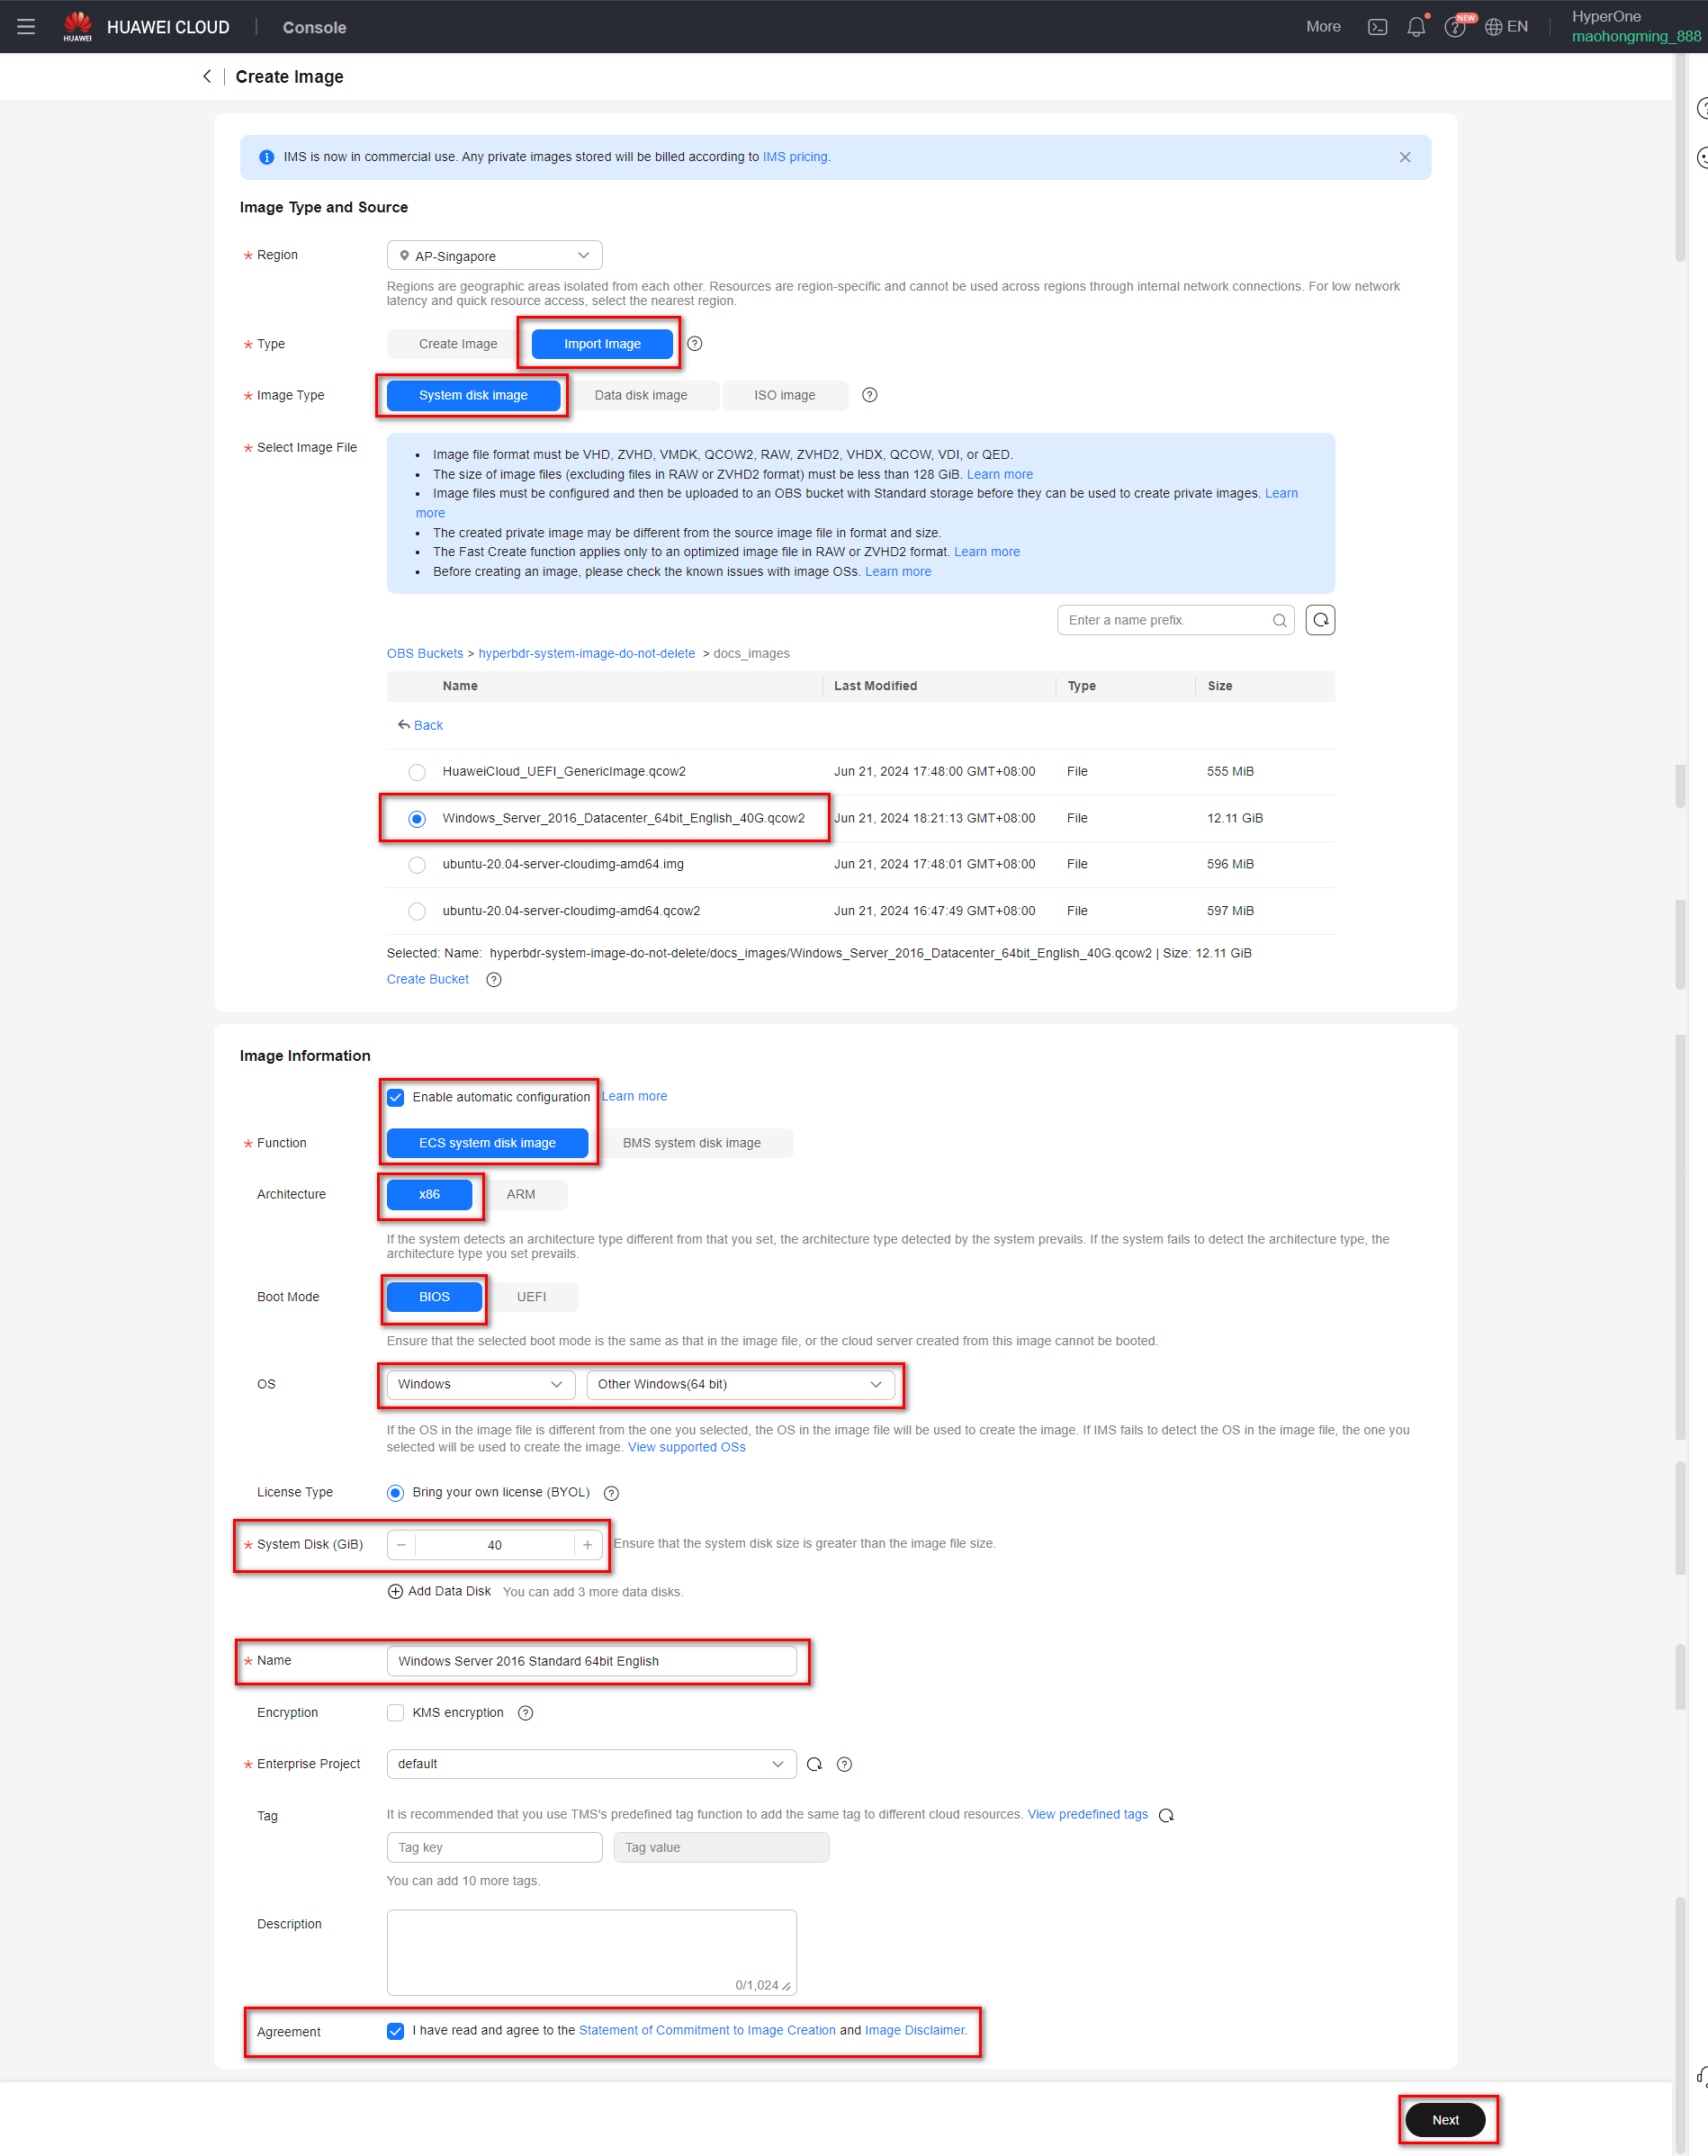 HUAWEI
HUAWEI CLOUD
Console
More
NEW
EN
HyperOne
maohongming_888
Create Image
IMS is now in commercial use. Any private images stored will be billed according to IMS pricing.
Image Type and Source
* Region
AP-Singapore
Regions are geographic areas isolated from each other. Resources are region-specific and cannot be used across regions through internal network connections. For low network
latency and quick resource access, select the nearest region.
* Type
Create Image
Import Image
* Image Type
System disk image
Data disk image
ISO image
* Select Image File
• Image file format must be VHD, ZVHD, VMDK, QCOW2, RAW, ZVHD2, VHDX, QCOW, VDI, or QED.
• The size of image files (excluding files in RAW or ZVHD2 format) must be less than 128 GiB. Learn more
• Image files must be configured and then be uploaded to an OBS bucket with Standard storage before they can be used to create private images. Learn
more
• The created private image may be different from the source image file in format and size.
• The Fast Create function applies only to an optimized image file in RAW or ZVHD2 format. Learn more
• Before creating an image, please check the known issues with image OSs. Learn more
Enter a name prefix.
OBS Buckets > hyperbdr-system-image-do-not-delete > docs_images
Name Last Modified Type Size
Back
HuaweiCloud_UEFI_GenericImage.qcow2 Jun 21, 2024 17:48:00 GMT+08:00 File 555 MiB
Windows_Server_2016_Datacenter_64bit_English_40G.qcow2 Jun 21, 2024 18:21:13 GMT+08:00 File 12.11 GiB
ubuntu-20.04-server-cloudimg-amd64.img Jun 21, 2024 17:48:01 GMT+08:00 File 596 MiB
ubuntu-20.04-server-cloudimg-amd64.qcow2 Jun 21, 2024 16:47:49 GMT+08:00 File 597 MiB
Selected: Name: hyperbdr-system-image-do-not-delete/docs_images/Windows_Server_2016_Datacenter_64bit_English_40G.qcow2 | Size: 12.11 GiB
Create Bucket
Image Information
Enable automatic configuration Learn more
* Function
ECS system disk image
BMS system disk image
Architecture
x86
ARM
If the system detects an architecture type different from that you set, the architecture type detected by the system prevails. If the system fails to detect the architecture type, the
architecture type you set prevails.
Boot Mode
BIOS
UEFI
Ensure that the selected boot mode is the same as that in the image file, or the cloud server created from this image cannot be booted.
OS
Windows
Other Windows(64 bit)
If the OS in the image file is different from the one you selected, the OS in the image file will be used to create the image. If IMS fails to detect the OS in the image file, the one you
selected will be used to create the image. View supported OSs
License Type
Bring your own license (BYOL)
* System Disk (GiB)
− 40 +
Ensure that the system disk size is greater than the image file size.
Add Data Disk You can add 3 more data disks.
* Name
Windows Server 2016 Standard 64bit English
Encryption
KMS encryption
* Enterprise Project
default
Tag
It is recommended that you use TMS's predefined tag function to add the same tag to different cloud resources. View predefined tags
Tag key
Tag value
You can add 10 more tags.
Description
0/1,024
Agreement
I have read and agree to the Statement of Commitment to Image Creation and Image Disclaimer.
Next